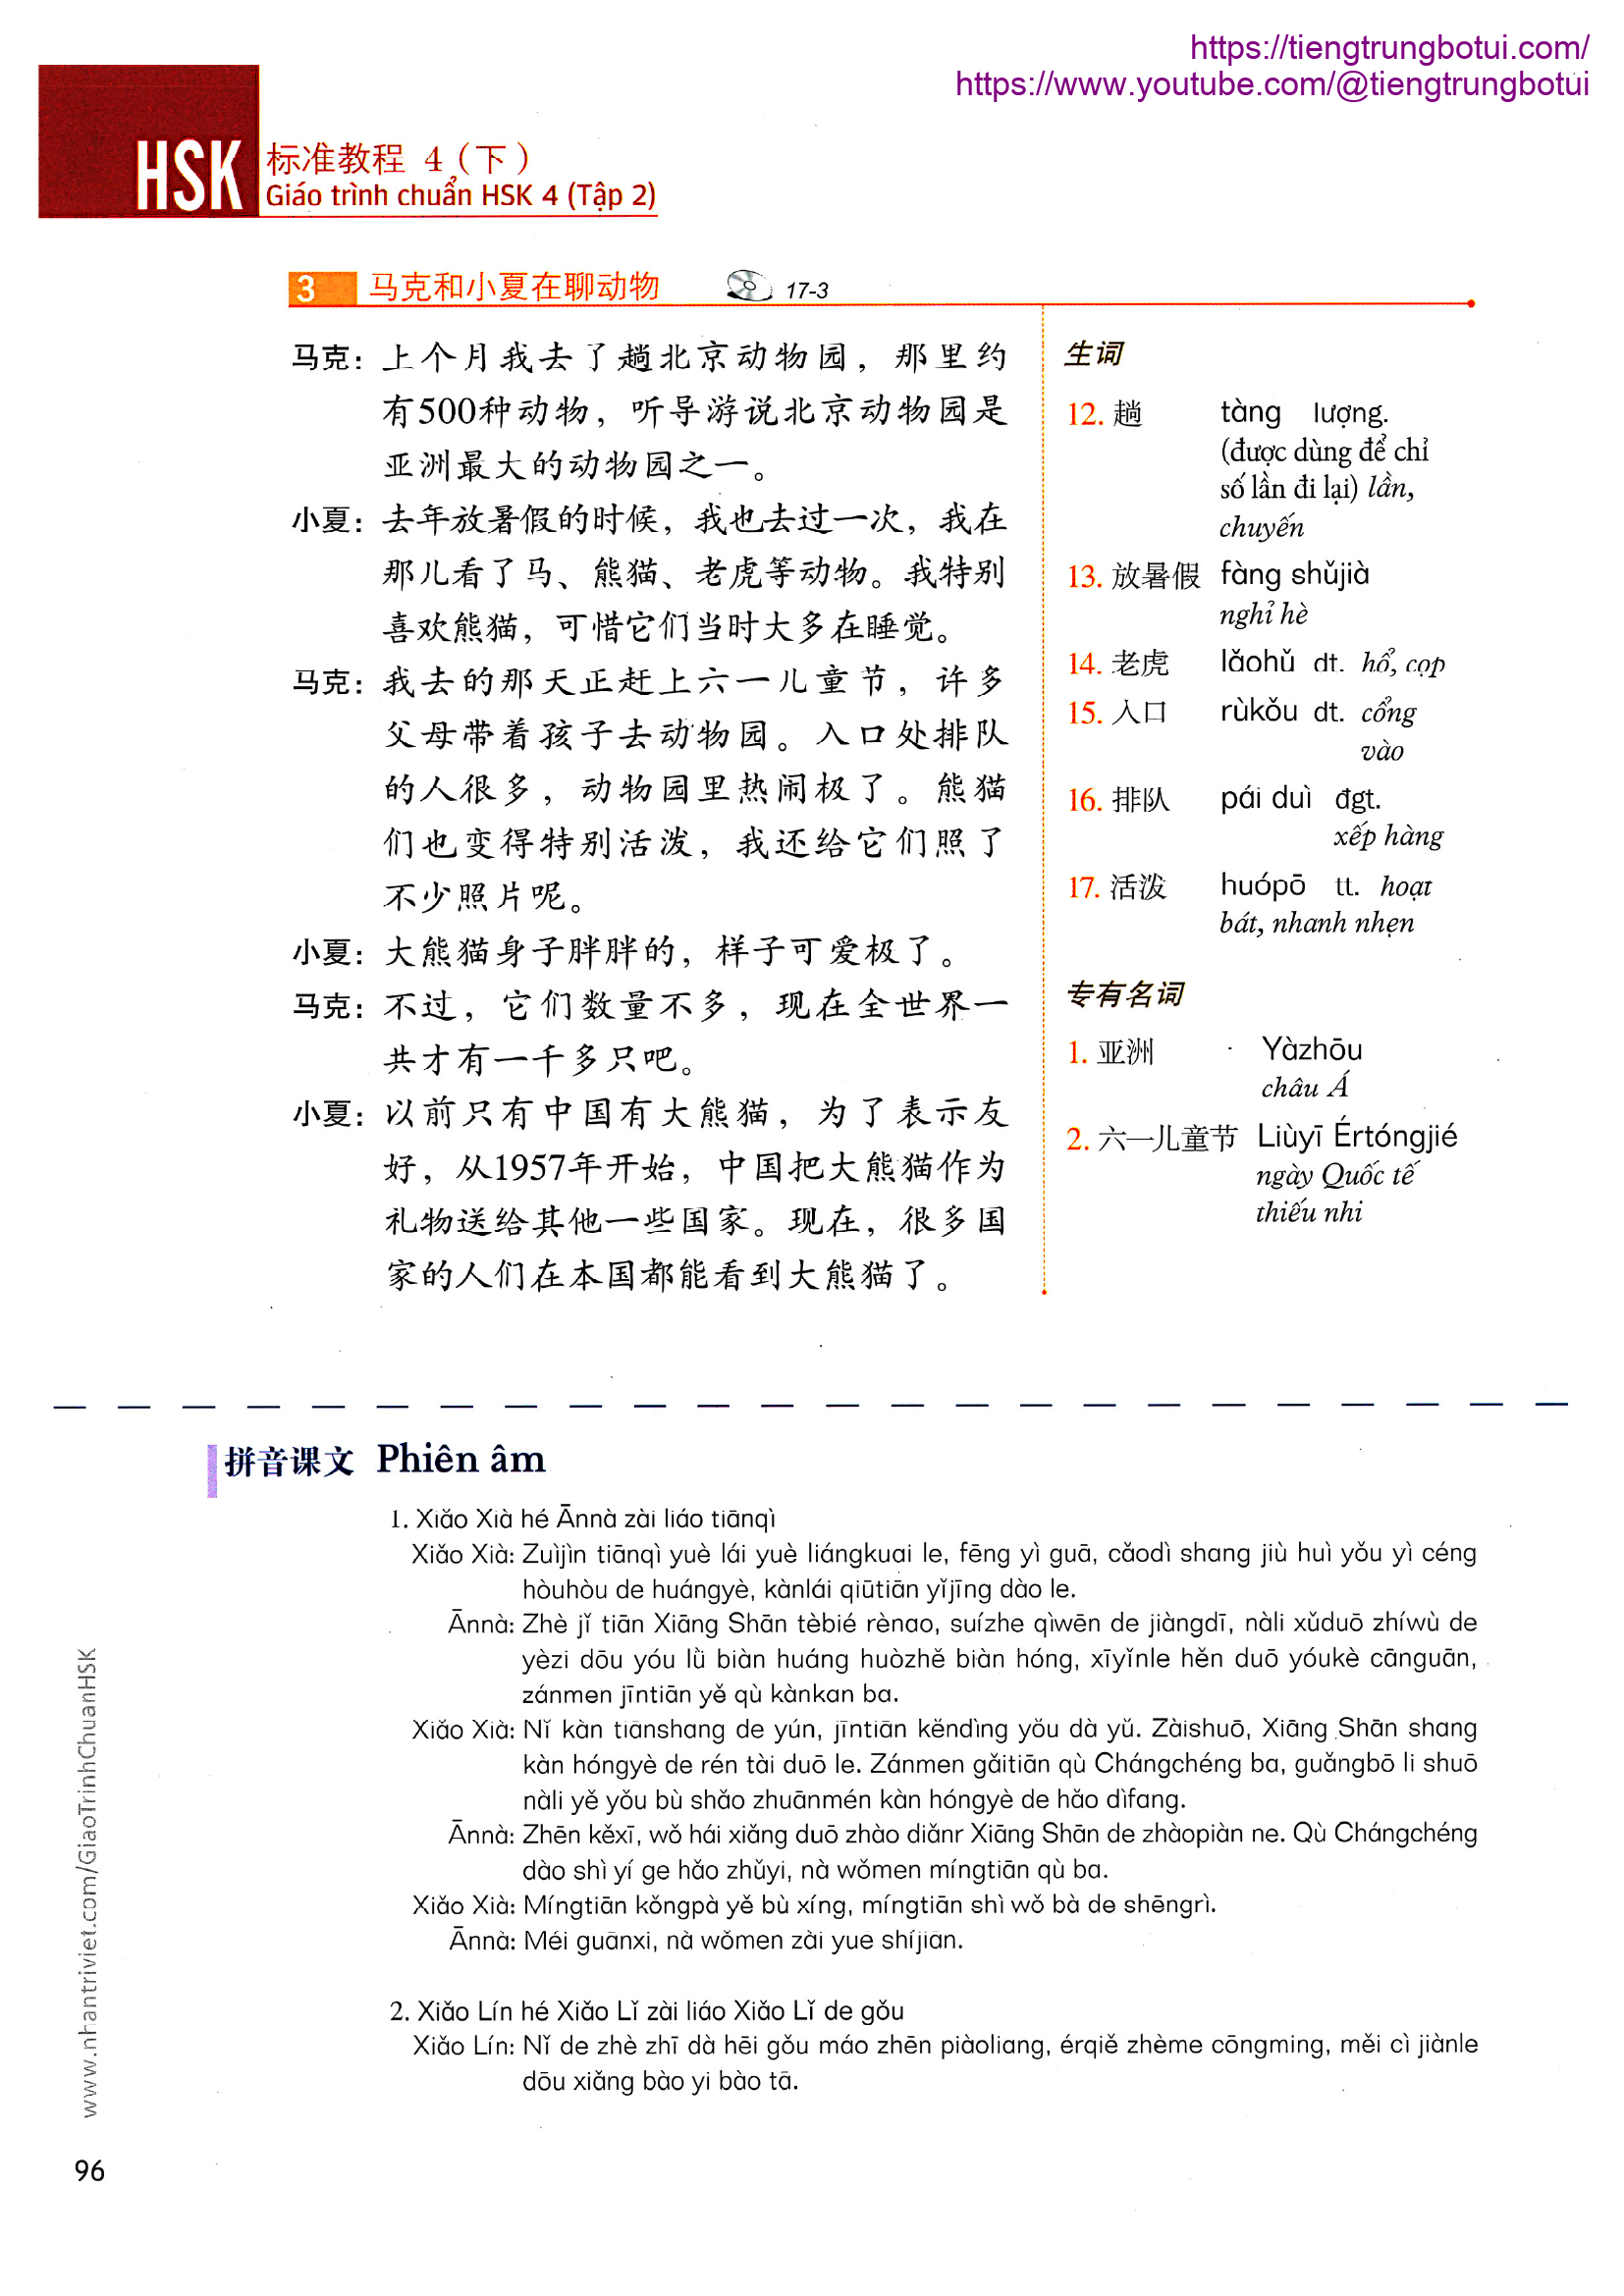 https://tiengtrungbotui.com/
https://www.youtube.com/@tiengtrungbotui
HSK 标准教程 4（下）
Giáo trình chuẩn HSK 4 (Tập 2)
3 马克和小夏在聊动物 17-3
马克：上个月我去了趟北京动物园，那里约
有500种动物，听导游说北京动物园是
亚洲最大的动物园之一。
小夏：去年放暑假的时候，我也去过一次，我在
那儿看了马、熊猫、老虎等动物。我特别
喜欢熊猫，可惜它们当时大多在睡觉。
马克：我去的那天正赶上六一儿童节，许多
父母带着孩子去动物园。入口处排队
的人很多，动物园里热闹极了。熊猫
们也变得特别活泼，我还给它们照了
不少照片呢。
小夏：大熊猫身子胖胖的，样子可爱极了。
马克：不过，它们数量不多，现在全世界一
共才有一千多只吧。
小夏：以前只有中国有大熊猫，为了表示友
好，从1957年开始，中国把大熊猫作为
礼物送给其他一些国家。现在，很多国
家的人们在本国都能看到大熊猫了。
生词
12. 趟 tàng lượng.
(được dùng để chỉ
số lần đi lại) lần,
chuyến
13. 放暑假 fàng shǔjià
nghỉ hè
14. 老虎 lǎohǔ dt. hổ, cọp
15. 入口 rùkǒu dt. cổng
vào
16. 排队 pái duì đgt.
xếp hàng
17. 活泼 huópō tt. hoạt
bát, nhanh nhẹn
专有名词
1. 亚洲 Yàzhōu
châu Á
2. 六一儿童节 Liùyī Értóngjié
ngày Quốc tế
thiếu nhi
拼音课文 Phiên âm
1. Xiǎo Xià hé Ānnà zài liáo tiānqì
Xiǎo Xià: Zuìjìn tiānqì yuè lái yuè liángkuai le, fēng yì guā, cǎodì shang jiù huì yǒu yì céng
hòuhòu de huángyè, kànlái qiūtiān yǐjīng dào le.
Ānnà: Zhè jǐ tiān Xiāng Shān tèbié rènao, suízhe qìwēn de jiàngdī, nàli xǔduō zhíwù de
yèzi dōu yóu lǜ biàn huáng huòzhě biàn hóng, xīyǐnle hěn duō yóukè cānguān,
zánmen jīntiān yě qù kànkan ba.
Xiǎo Xià: Nǐ kàn tiānshang de yún, jīntiān kěndìng yǒu dà yǔ. Zàishuō, Xiāng Shān shang
kàn hóngyè de rén tài duō le. Zánmen gǎitiān qù Chángchéng ba, guǎngbō li shuō
nàli yě yǒu bù shǎo zhuānmén kàn hóngyè de hǎo dìfang.
Ānnà: Zhēn kěxī, wǒ hái xiǎng duō zhào diǎnr Xiāng Shān de zhàopiàn ne. Qù Chángchéng
dào shì yí ge hǎo zhǔyi, nà wǒmen míngtiān qù ba.
Xiǎo Xià: Míngtiān kǒngpà yě bù xíng, míngtiān shì wǒ bà de shēngrì.
Ānnà: Méi guānxi, nà wǒmen zài yuē shíjiān.
2. Xiǎo Lín hé Xiǎo Lǐ zài liáo Xiǎo Lǐ de gǒu
Xiǎo Lín: Nǐ de zhè zhī dà hēi gǒu máo zhēn piàoliang, érqiě zhème cōngming, měi cì jiànle
dōu xiǎng bào yi bào tā.
www.nhantriviet.com/GiaoTrinhChuanHSK
96